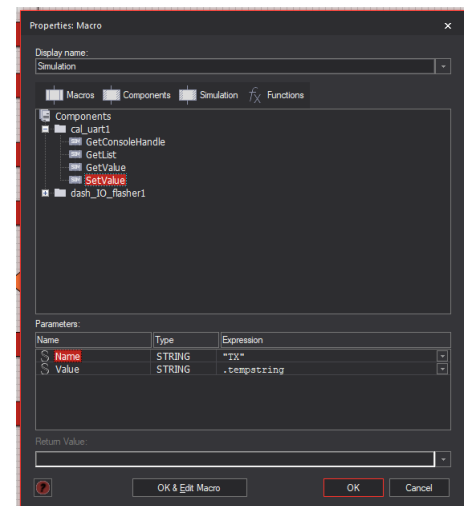 Properties: Macro
Display name:
Simulation
Macros Components Simulation fx Functions
Components
cal_uart1
GetConsoleHandle
GetList
GetValue
SetValue
dash_IO_flasher1
Parameters:
Name Type Expression
Name STRING "TX"
Value STRING .tempstring
Return Value:
OK & Edit Macro OK Cancel